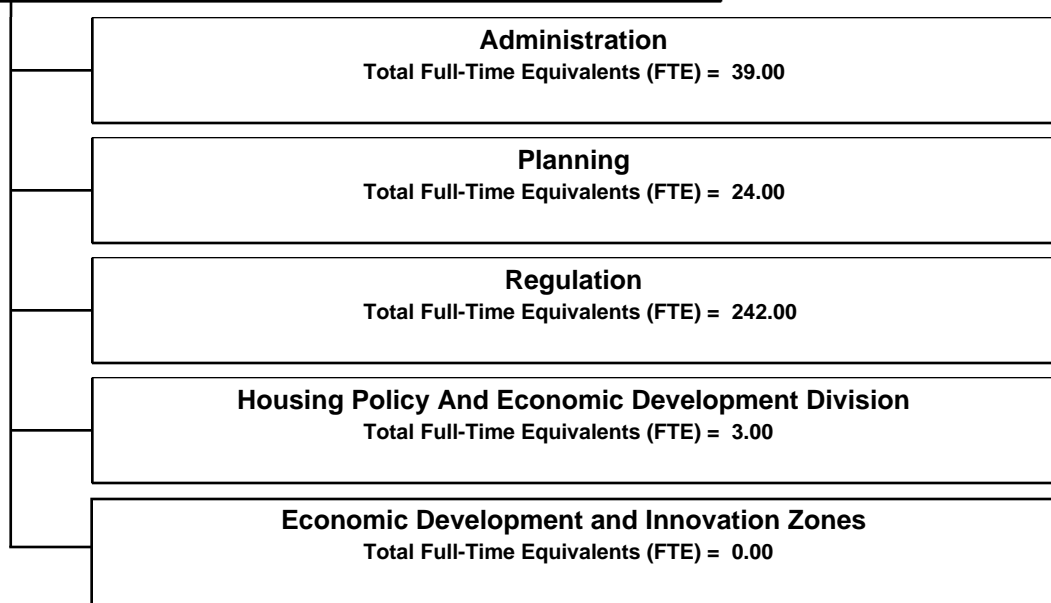 Administration
Total Full-Time Equivalents (FTE) = 39.00
Planning
Total Full-Time Equivalents (FTE) = 24.00
Regulation
Total Full-Time Equivalents (FTE) = 242.00
Housing Policy And Economic Development Division
Total Full-Time Equivalents (FTE) = 3.00
Economic Development and Innovation Zones
Total Full-Time Equivalents (FTE) = 0.00